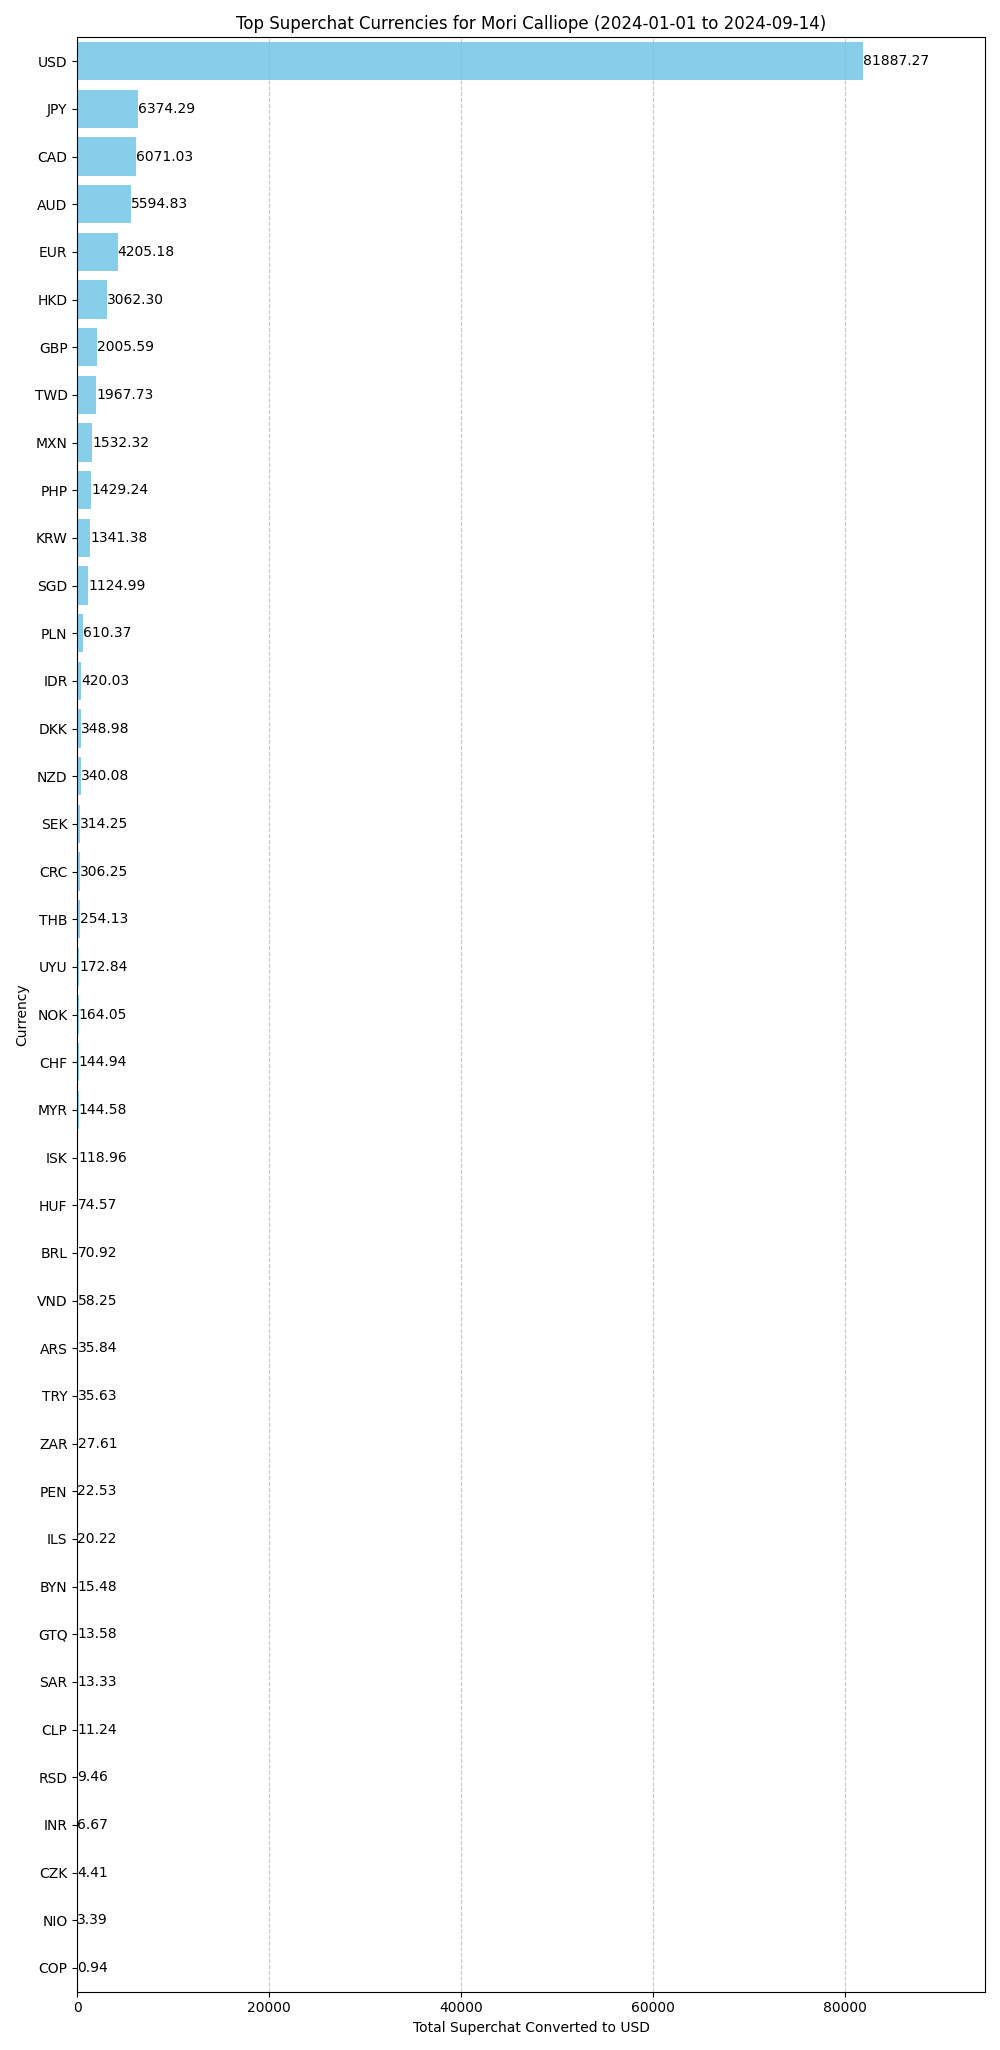 Top Superchat Currencies for Mori Calliope (2024-01-01 to 2024-09-14)
USD 81887.27
JPY 6374.29
CAD 6071.03
AUD 5594.83
EUR 4205.18
HKD 3062.30
GBP 2005.59
TWD 1967.73
MXN 1532.32
PHP 1429.24
KRW 1341.38
SGD 1124.99
PLN 610.37
IDR 420.03
DKK 348.98
NZD 340.08
SEK 314.25
CRC 306.25
THB 254.13
UYU 172.84
Currency
NOK 164.05
CHF 144.94
MYR 144.58
ISK 118.96
HUF 74.57
BRL 70.92
VND 58.25
ARS 35.84
TRY 35.63
ZAR 27.61
PEN 22.53
ILS 20.22
BYN 15.48
GTQ 13.58
SAR 13.33
CLP 11.24
RSD 9.46
INR 6.67
CZK 4.41
NIO 3.39
COP 0.94
0 20000 40000 60000 80000
Total Superchat Converted to USD